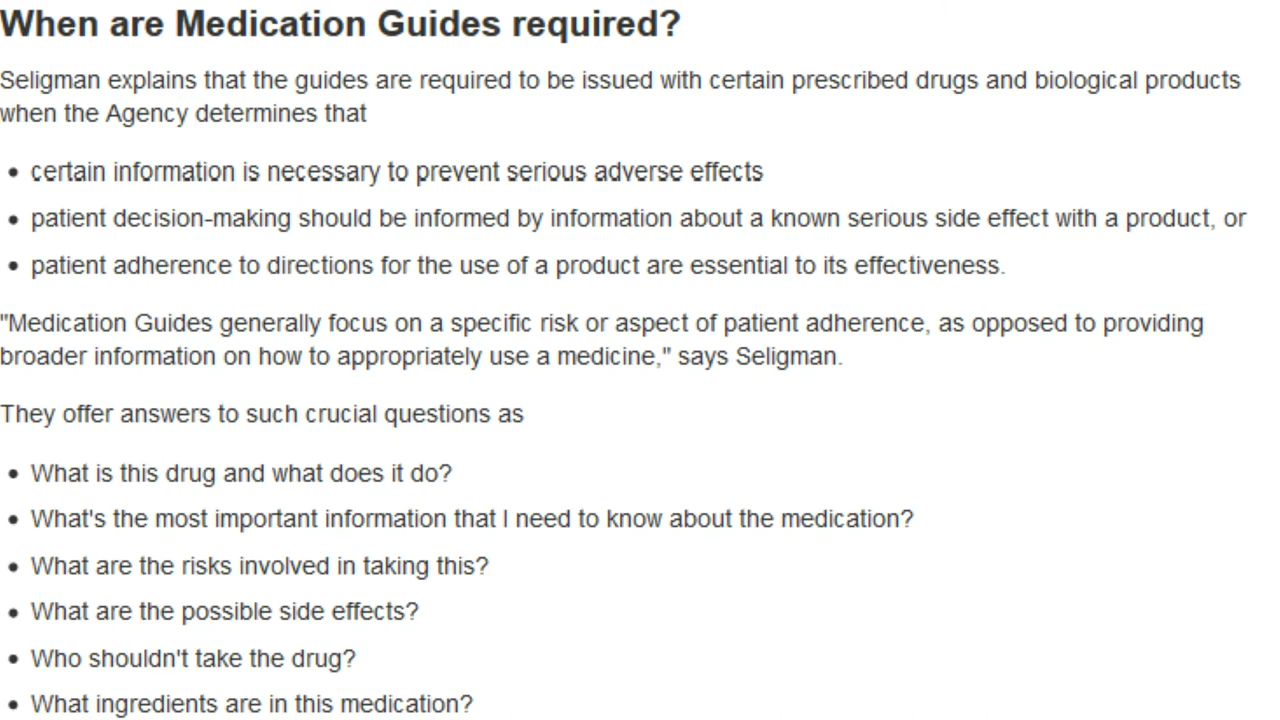 When are Medication Guides required?
Seligman explains that the guides are required to be issued with certain prescribed drugs and biological products
when the Agency determines that
• certain information is necessary to prevent serious adverse effects
• patient decision-making should be informed by information about a known serious side effect with a product, or
• patient adherence to directions for the use of a product are essential to its effectiveness.
"Medication Guides generally focus on a specific risk or aspect of patient adherence, as opposed to providing
broader information on how to appropriately use a medicine," says Seligman.
They offer answers to such crucial questions as
• What is this drug and what does it do?
• What's the most important information that I need to know about the medication?
• What are the risks involved in taking this?
• What are the possible side effects?
• Who shouldn't take the drug?
• What ingredients are in this medication?